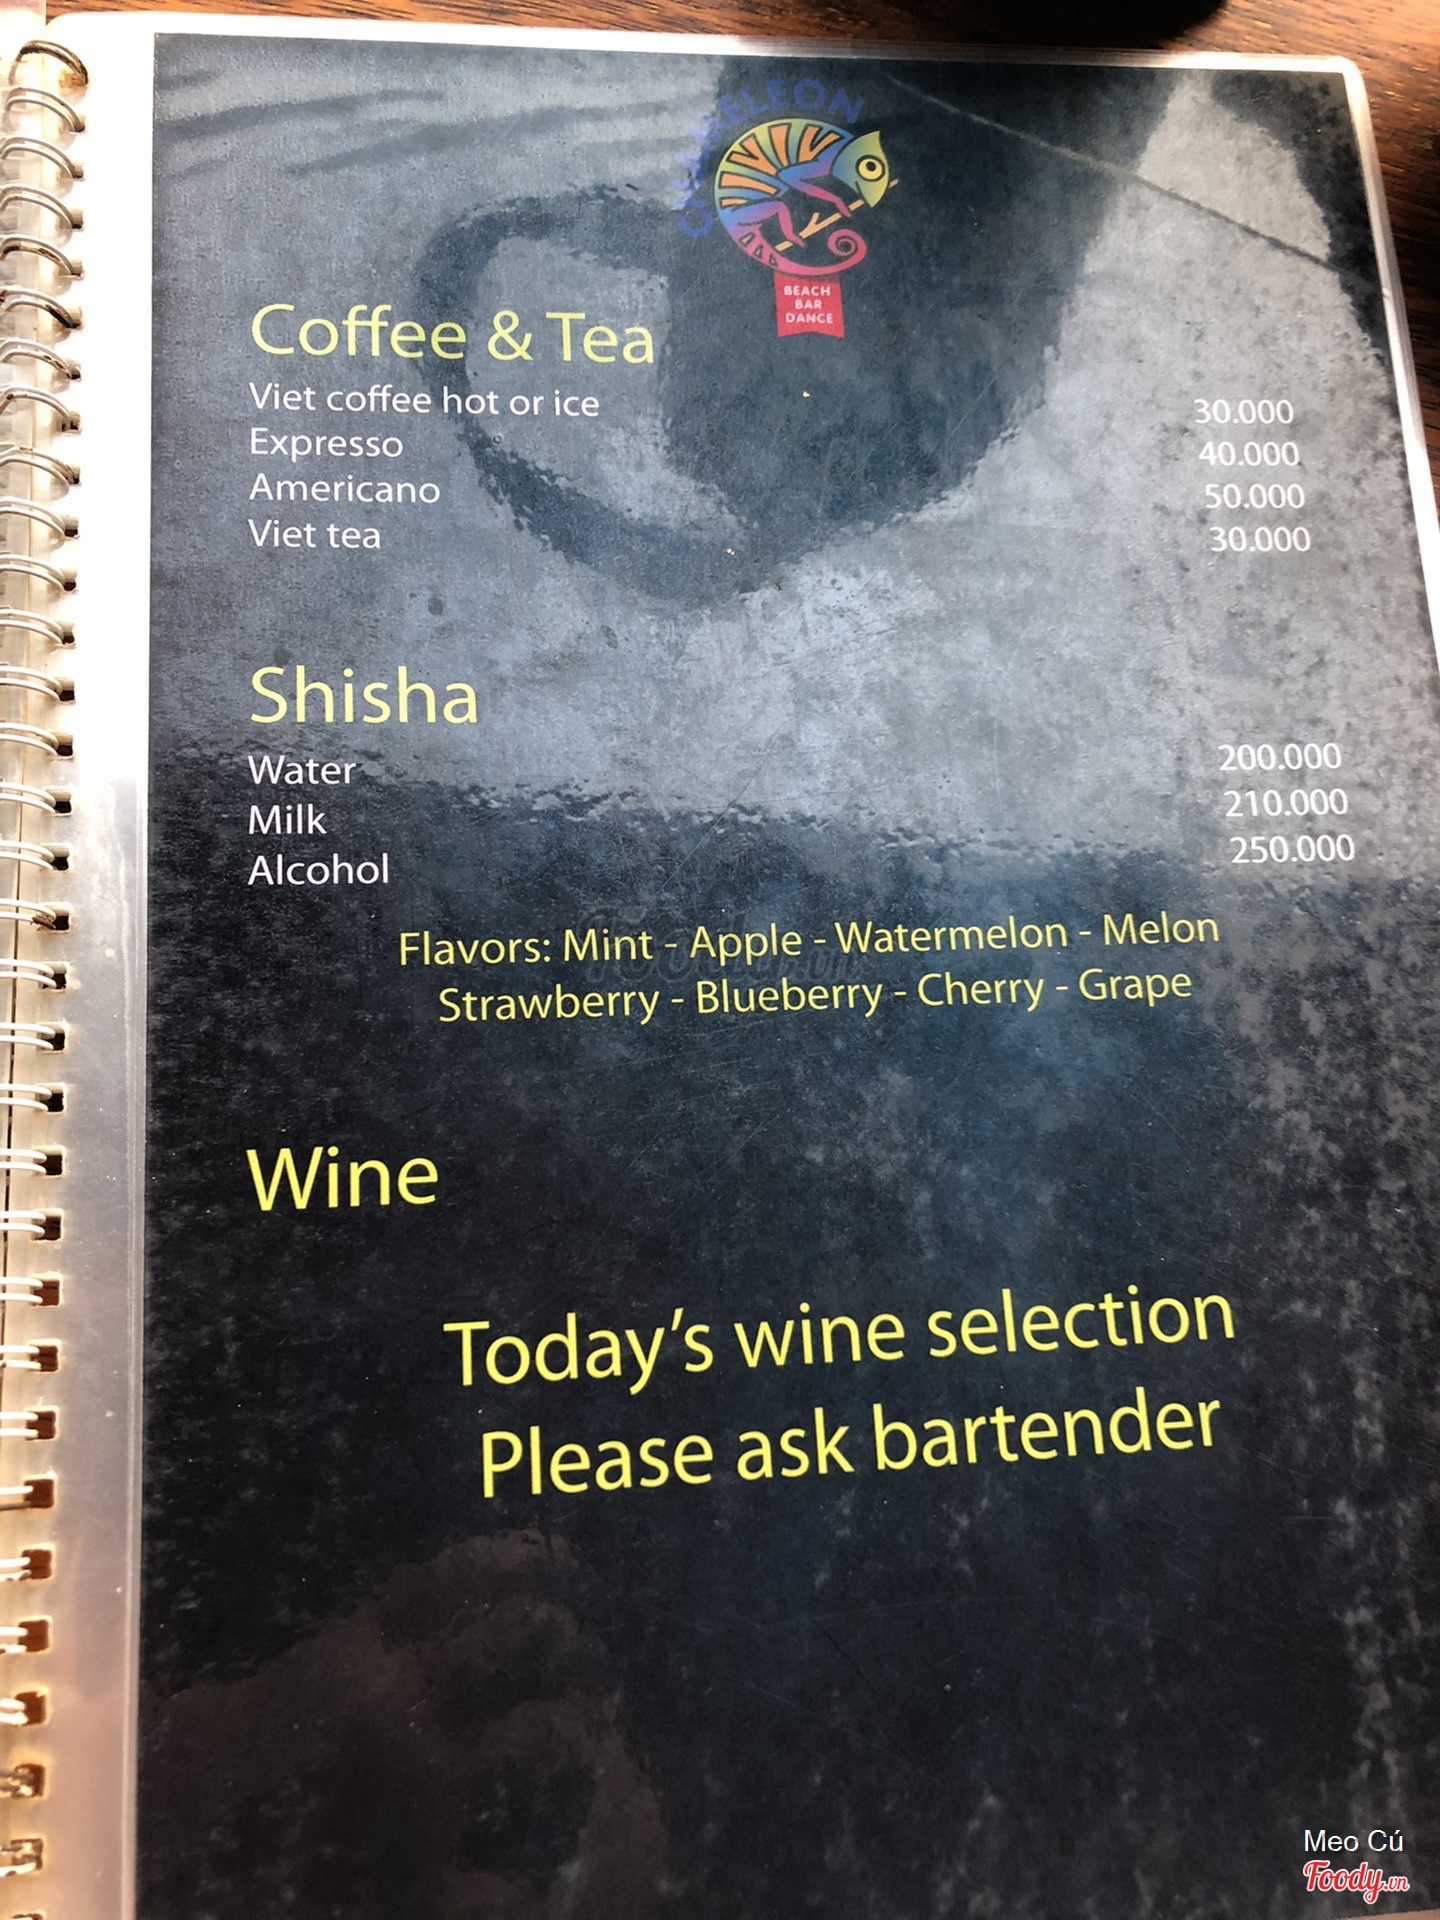 CHAMELEON
BEACH
BAR
DANCE
Coffee & Tea
Viet coffee hot or ice 30.000
Expresso 40.000
Americano 50.000
Viet tea 30.000
Shisha
Water 200.000
Milk 210.000
Alcohol 250.000
Flavors: Mint - Apple - Watermelon - Melon
Strawberry - Blueberry - Cherry - Grape
Foody.vn
Wine
Today's wine selection
Please ask bartender
Meo Cú
Foody.vn